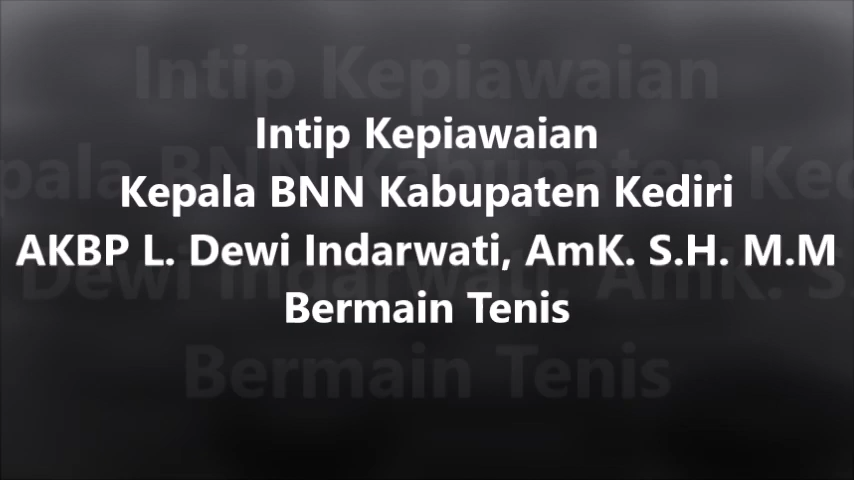 Intip Kepiawaian
Kepala BNN Kabupaten Kediri
AKBP L. Dewi Indarwati, AmK. S.H. M.M
Bermain Tenis